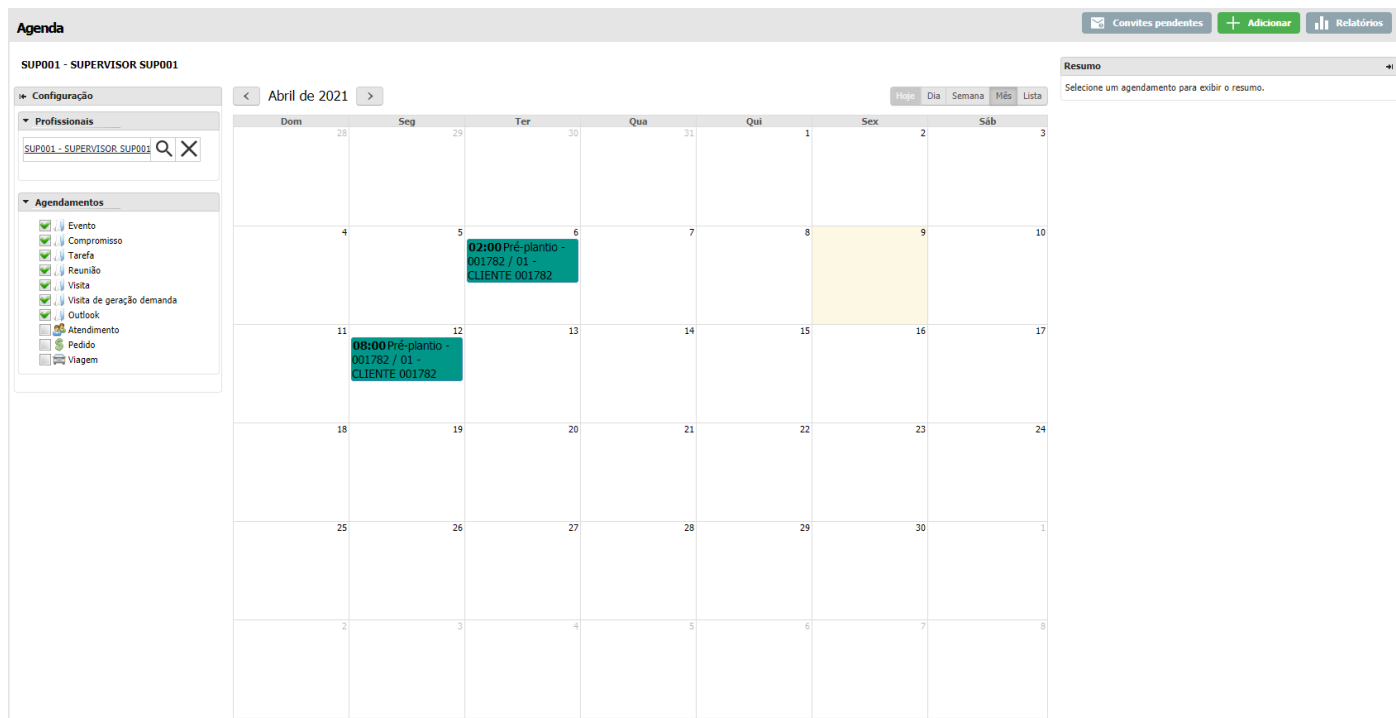 Agenda
Convites pendentes
Adicionar
Relatórios
SUP001 - SUPERVISOR SUP001
Configuração
Profissionais
SUP001 - SUPERVISOR SUP001
Agendamentos
Evento
Compromisso
Tarefa
Reunião
Visita
Visita de geração demanda
Outlook
Atendimento
Pedido
Viagem
Abril de 2021
Hoje Dia Semana Mês Lista
Dom Seg Ter Qua Qui Sex Sáb
28 29 30 31 1 2 3
4 5 6 7 8 9 10
02:00 Pré-plantio -
001782 / 01 -
CLIENTE 001782
11 12 13 14 15 16 17
08:00 Pré-plantio -
001782 / 01 -
CLIENTE 001782
18 19 20 21 22 23 24
25 26 27 28 29 30 1
2 3 4 5 6 7 8
Resumo
Selecione um agendamento para exibir o resumo.